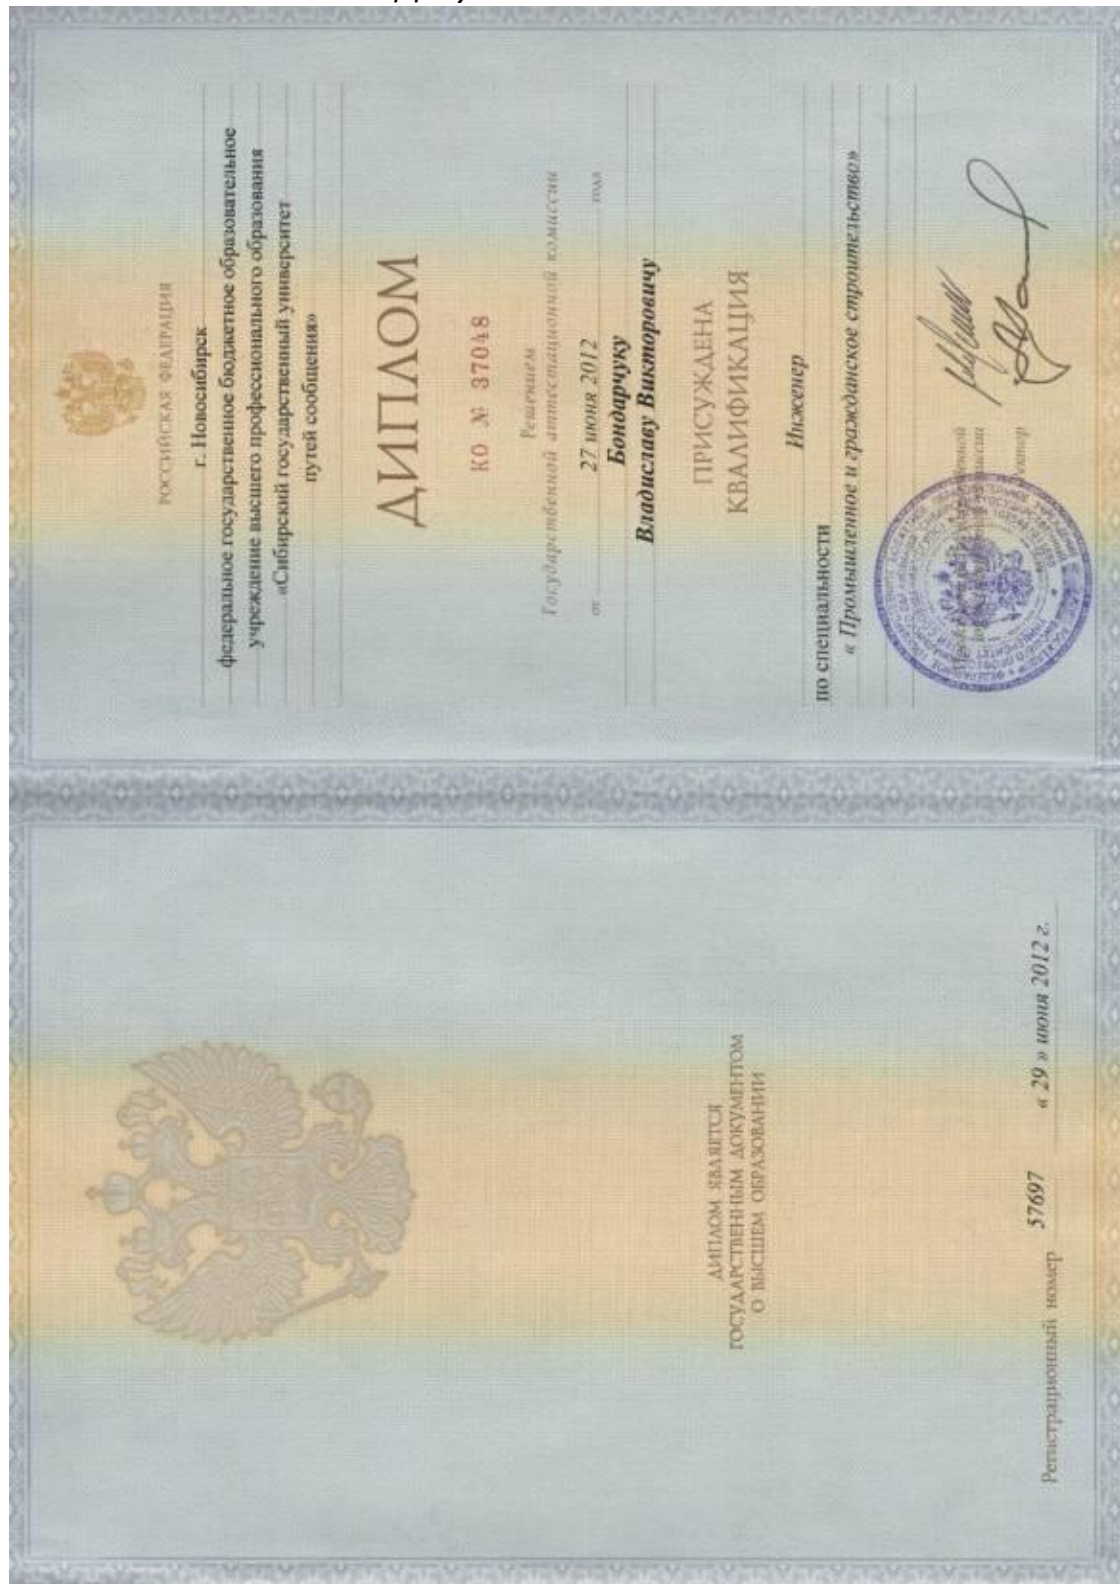 ДИПЛОМ ЯВЛЯЕТСЯ
ГОСУДАРСТВЕННЫМ ДОКУМЕНТОМ
О ВЫСШЕМ ОБРАЗОВАНИИ
Регистрационный номер 57697 « 29 » июня 2012 г.
РОССИЙСКАЯ ФЕДЕРАЦИЯ
г. Новосибирск
федеральное государственное бюджетное образовательное
учреждение высшего профессионального образования
«Сибирский государственный университет
путей сообщения»
ДИПЛОМ
КО № 37048
Решением
Государственной аттестационной комиссии
от 27 июня 2012 года
Бондарчуку
Владиславу Викторовичу
ПРИСУЖДЕНА
КВАЛИФИКАЦИЯ
Инженер
по специальности
« Промышленное и гражданское строительство»
Ректор